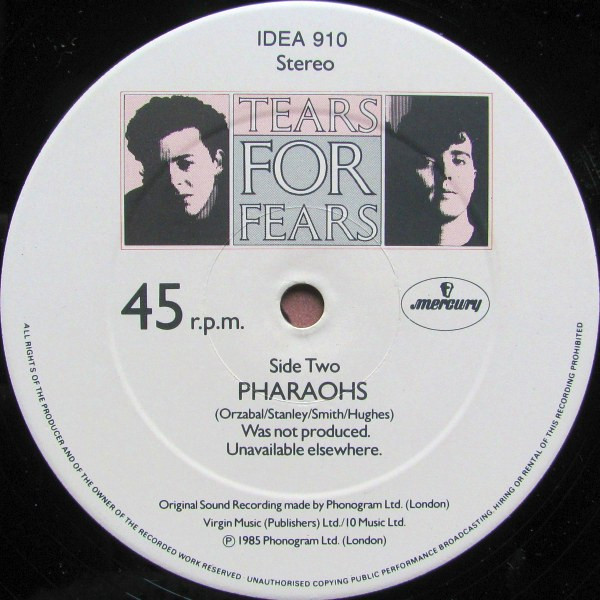 IDEA 910
Stereo
TEARS
FOR
FEARS
45 r.p.m.
mercury
Side Two
PHARAOHS
(Orzabal/Stanley/Smith/Hughes)
Was not produced.
Unavailable elsewhere.
Original Sound Recording made by Phonogram Ltd. (London)
Virgin Music (Publishers) Ltd./10 Music Ltd.
Ⓟ 1985 Phonogram Ltd. (London)
ALL RIGHTS OF THE PRODUCER AND OF THE OWNER OF THE RECORDED WORK RESERVED UNAUTHORISED COPYING PUBLIC PERFORMANCE BROADCASTING, HIRING OR RENTAL OF THIS RECORDING PROHIBITED